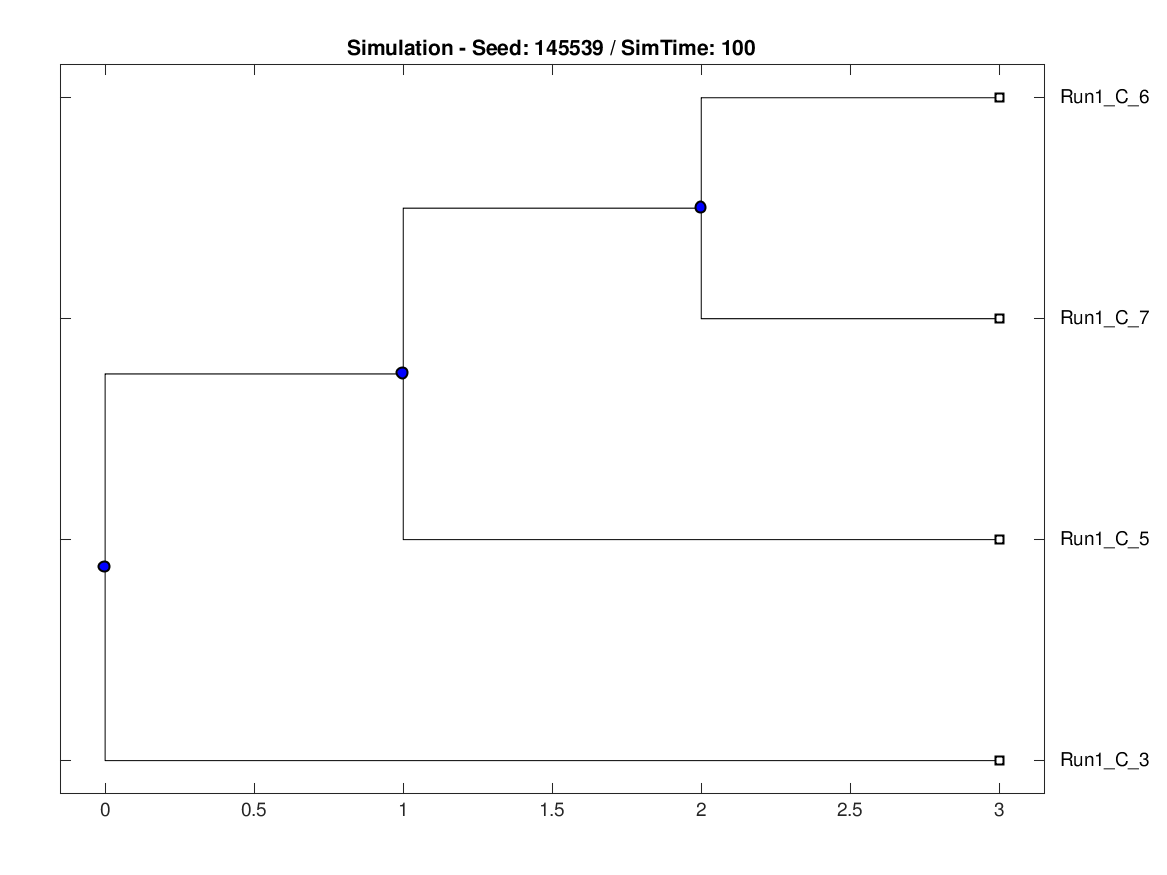 Simulation - Seed: 145539 / SimTime: 100
Run1_C_6
Run1_C_7
Run1_C_5
Run1_C_3
0 0.5 1 1.5 2 2.5 3